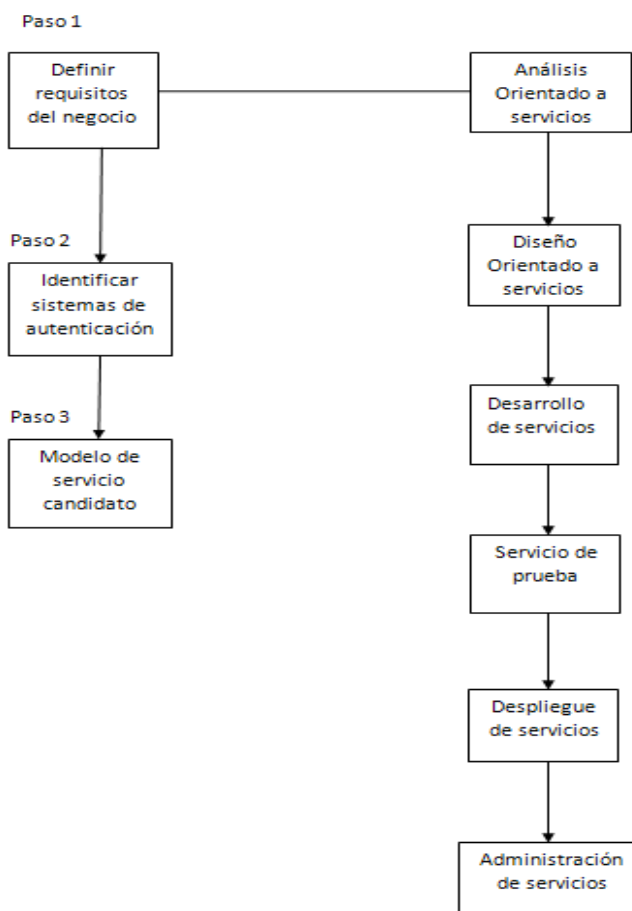 Paso 1
Definir
requisitos
del negocio
Análisis
Orientado a
servicios
Paso 2
Identificar
sistemas de
autenticación
Diseño
Orientado a
servicios
Paso 3
Modelo de
servicio
candidato
Desarrollo
de servicios
Servicio de
prueba
Despliegue
de servicios
Administración
de servicios